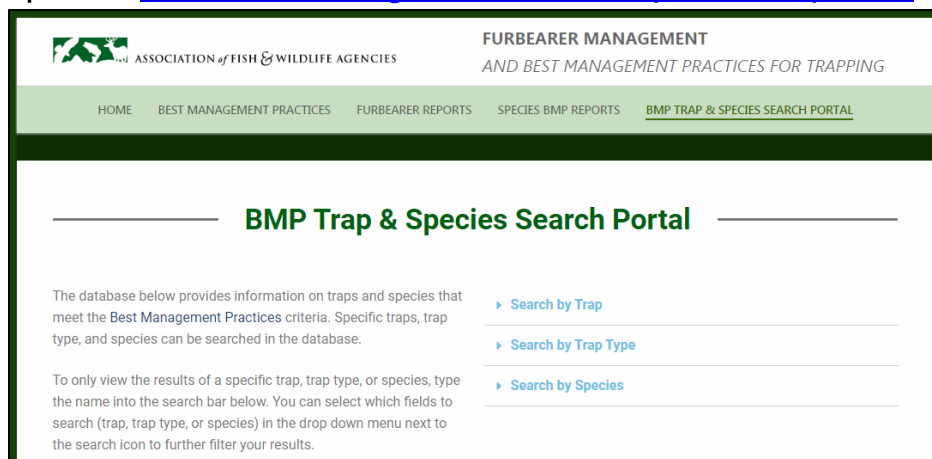 ASSOCIATION of FISH & WILDLIFE AGENCIES
FURBEARER MANAGEMENT
AND BEST MANAGEMENT PRACTICES FOR TRAPPING
HOME BEST MANAGEMENT PRACTICES FURBEARER REPORTS SPECIES BMP REPORTS BMP TRAP & SPECIES SEARCH PORTAL
BMP Trap & Species Search Portal
The database below provides information on traps and species that
meet the Best Management Practices criteria. Specific traps, trap
type, and species can be searched in the database.
To only view the results of a specific trap, trap type, or species, type
the name into the search bar below. You can select which fields to
search (trap, trap type, or species) in the drop down menu next to
the search icon to further filter your results.
Search by Trap
Search by Trap Type
Search by Species